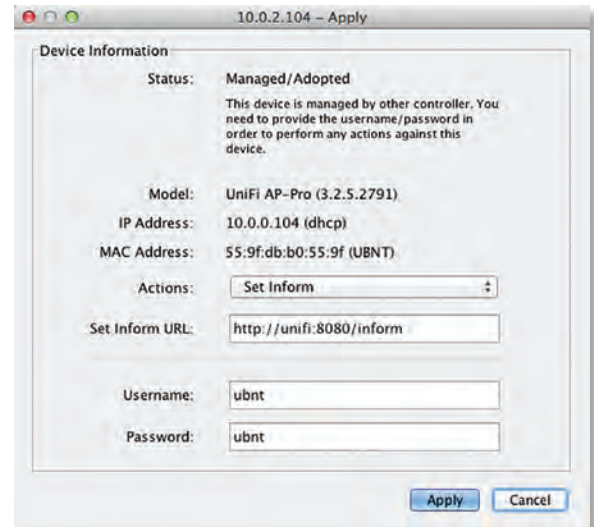 10.0.2.104 – Apply
Device Information
Status: Managed/Adopted
This device is managed by other controller. You
need to provide the username/password in
order to perform any actions against this
device.
Model: UniFi AP-Pro (3.2.5.2791)
IP Address: 10.0.0.104 (dhcp)
MAC Address: 55:9f:db:b0:55:9f (UBNT)
Actions: Set Inform
Set Inform URL: http://unifi:8080/inform
Username: ubnt
Password: ubnt
Apply Cancel